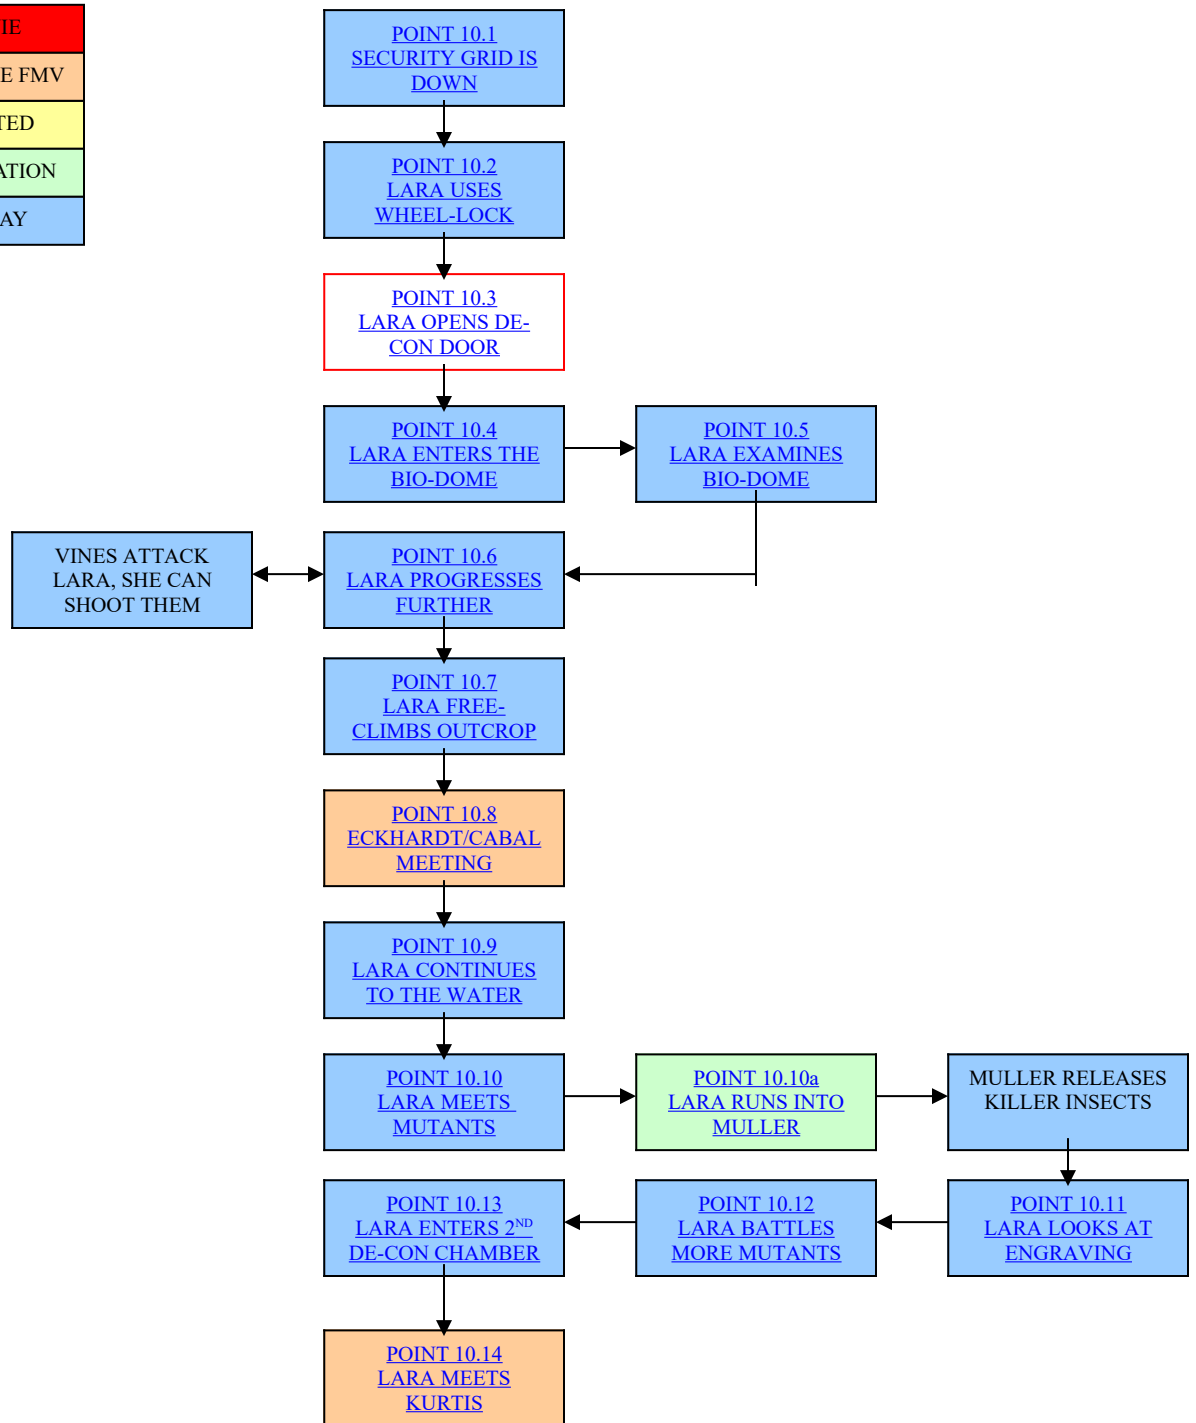 IE
E FMV
TED
ATION
AY
POINT 10.1
SECURITY GRID IS
DOWN
POINT 10.2
LARA USES
WHEEL-LOCK
POINT 10.3
LARA OPENS DE-
CON DOOR
POINT 10.4
LARA ENTERS THE
BIO-DOME
POINT 10.5
LARA EXAMINES
BIO-DOME
VINES ATTACK
LARA, SHE CAN
SHOOT THEM
POINT 10.6
LARA PROGRESSES
FURTHER
POINT 10.7
LARA FREE-
CLIMBS OUTCROP
POINT 10.8
ECKHARDT/CABAL
MEETING
POINT 10.9
LARA CONTINUES
TO THE WATER
POINT 10.10
LARA MEETS
MUTANTS
POINT 10.10a
LARA RUNS INTO
MULLER
MULLER RELEASES
KILLER INSECTS
POINT 10.13
LARA ENTERS 2ND
DE-CON CHAMBER
POINT 10.12
LARA BATTLES
MORE MUTANTS
POINT 10.11
LARA LOOKS AT
ENGRAVING
POINT 10.14
LARA MEETS
KURTIS